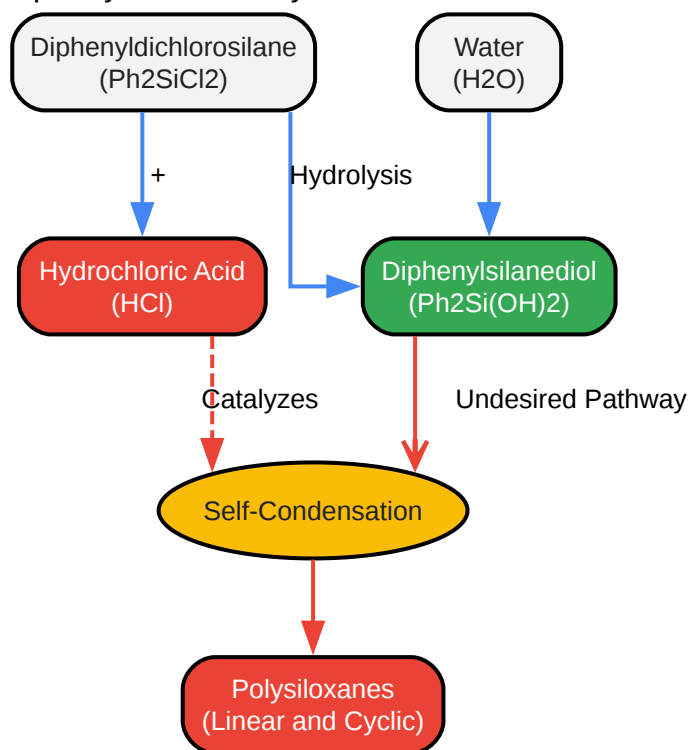 Diphenyldichlorosilane
(Ph2SiCl2)
Water
(H2O)
+
Hydrolysis
Hydrochloric Acid
(HCl)
Diphenylsilanediol
(Ph2Si(OH)2)
Catalyzes
Undesired Pathway
Self-Condensation
Polysiloxanes
(Linear and Cyclic)